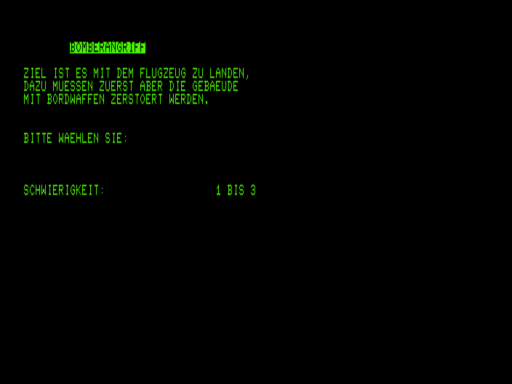 BOMBERANGRIFF
ZIEL IST ES MIT DEM FLUGZEUG ZU LANDEN,
DAZU MUESSEN ZUERST ABER DIE GEBAEUDE
MIT BORDWAFFEN ZERSTOERT WERDEN.
BITTE WAEHLEN SIE:
SCHWIERIGKEIT: 1 BIS 3